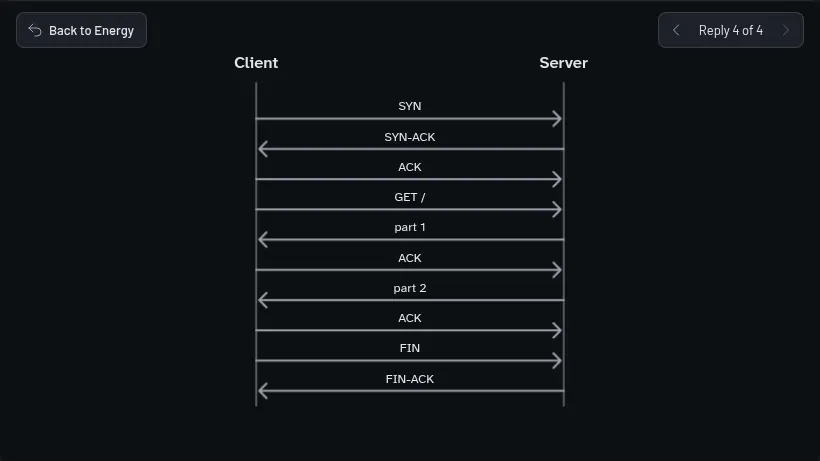 Back to Energy
Reply 4 of 4
Client
Server
SYN
SYN-ACK
ACK
GET /
part 1
ACK
part 2
ACK
FIN
FIN-ACK